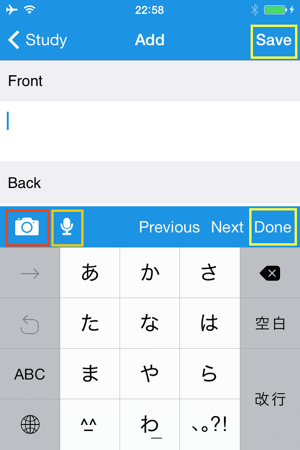 22:58
Study Add Save
Front
Back
Previous Next Done
→ あ か さ
た な は 空白
ABC ま や ら
^^ わ_ 、。?! 改行